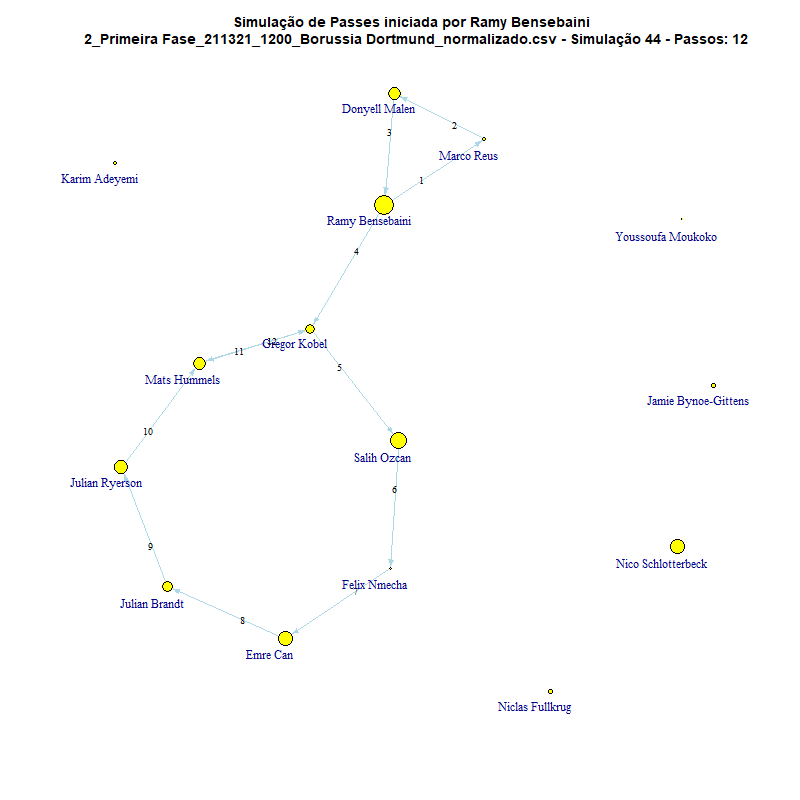 Simulação de Passes iniciada por Ramy Bensebaini
2_Primeira Fase_211321_1200_Borussia Dortmund_normalizado.csv - Simulação 44 - Passos: 12
Donyell Malen
3
2
Marco Reus
Karim Adeyemi
1
Ramy Bensebaini
Youssoufa Moukoko
4
Gregor Kobel
12
11
Mats Hummels
5
Jamie Bynoe-Gittens
10
Salih Ozcan
Julian Ryerson
6
9
Nico Schlotterbeck
Felix Nmecha
7
Julian Brandt
8
Emre Can
Niclas Fullkrug